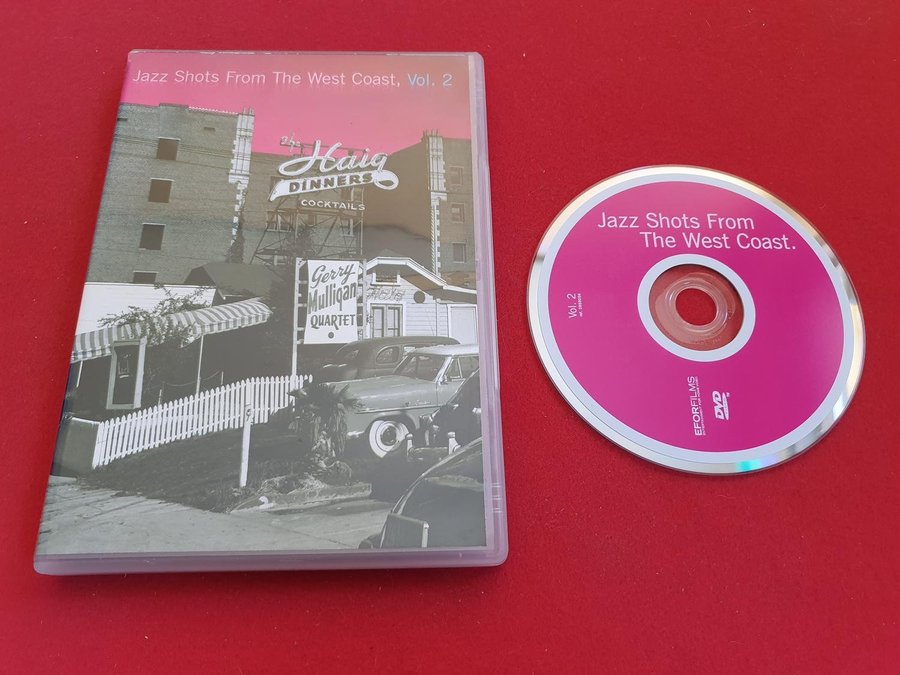 Jazz Shots From The West Coast, Vol. 2
The Haig
DINNERS
COCKTAILS
Gerry
Mulligan
QUARTET
Jazz Shots From
The West Coast.
Vol. 2
EFORFILMS
DVD